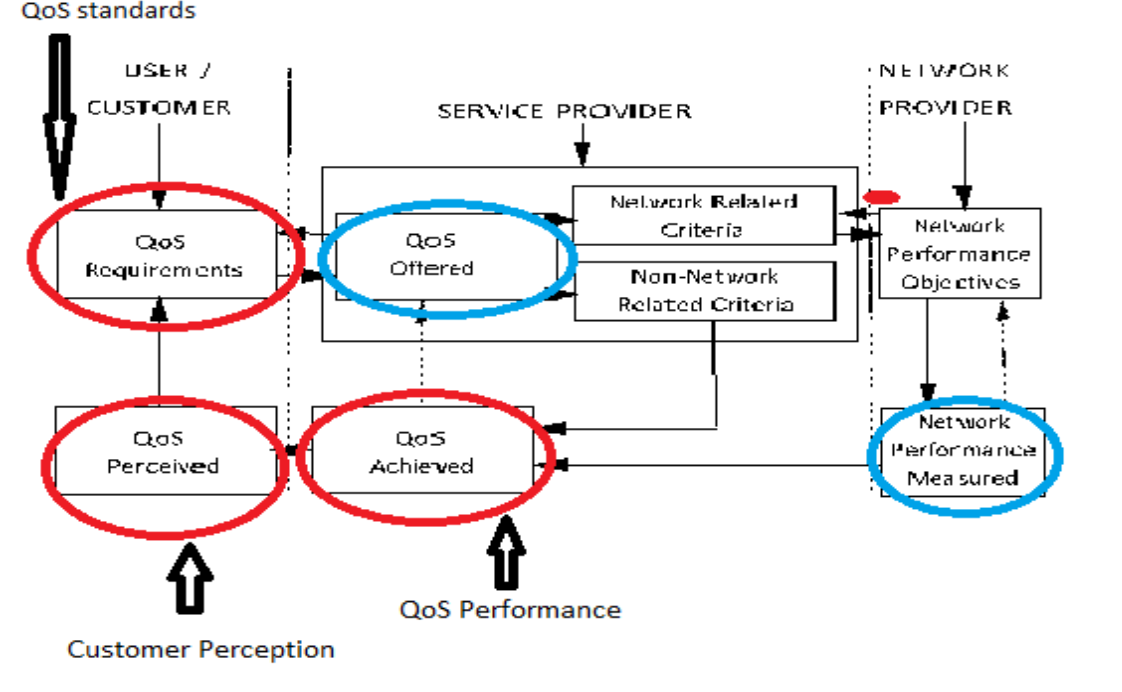 QoS standards
USER /
CUSTOMER
SERVICE PROVIDER
NETWORK
PROVIDER
QoS
Requirements
QoS
Offered
Network Related
Criteria
Non-Network
Related Criteria
Network
Performance
Objectives
QoS
Perceived
QoS
Achieved
Network
Performance
Measured
QoS Performance
Customer Perception